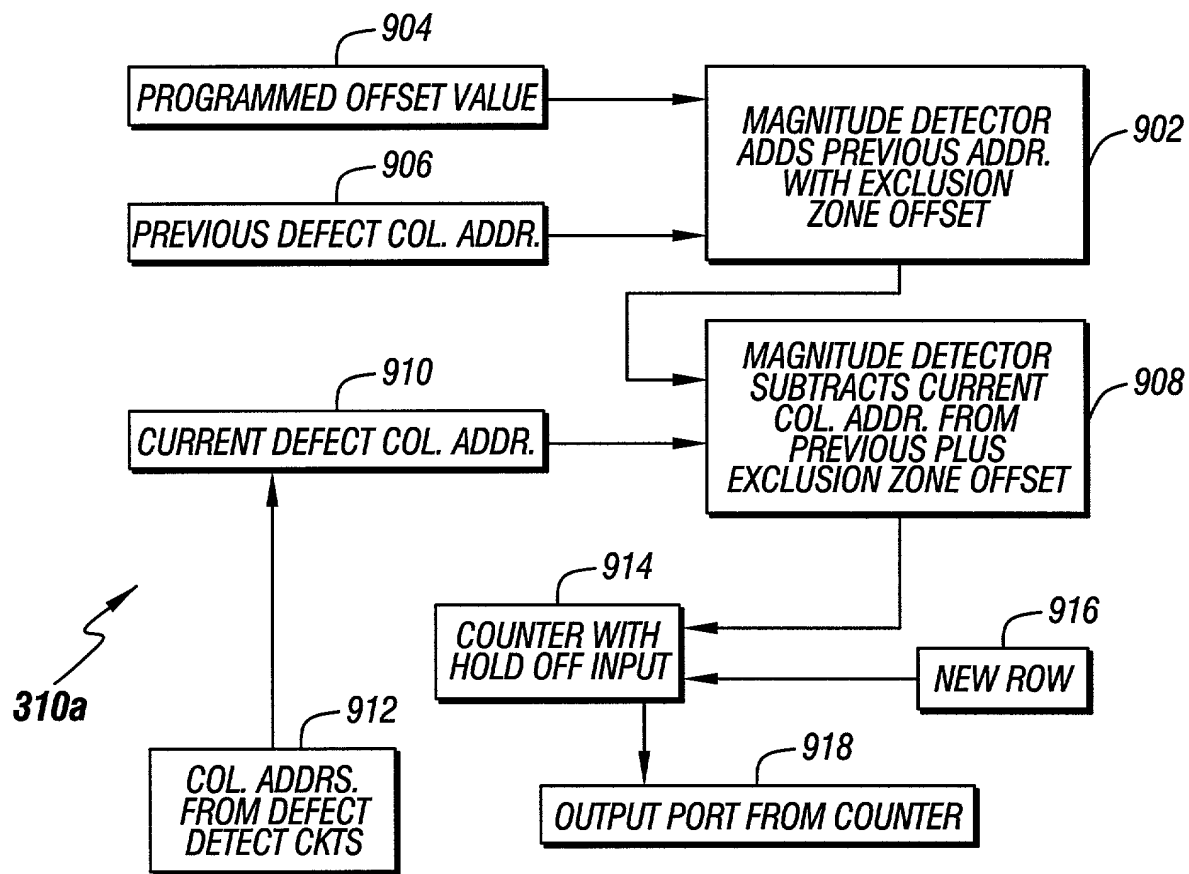 904
PROGRAMMED OFFSET VALUE
906
PREVIOUS DEFECT COL. ADDR.
MAGNITUDE DETECTOR
ADDS PREVIOUS ADDR.
WITH EXCLUSION
ZONE OFFSET
902
910
CURRENT DEFECT COL. ADDR.
MAGNITUDE DETECTOR
SUBTRACTS CURRENT
COL. ADDR. FROM
PREVIOUS PLUS
EXCLUSION ZONE OFFSET
908
914
COUNTER WITH
HOLD OFF INPUT
916
NEW ROW
310a
912
COL. ADDRS.
FROM DEFECT
DETECT CKTS
918
OUTPUT PORT FROM COUNTER